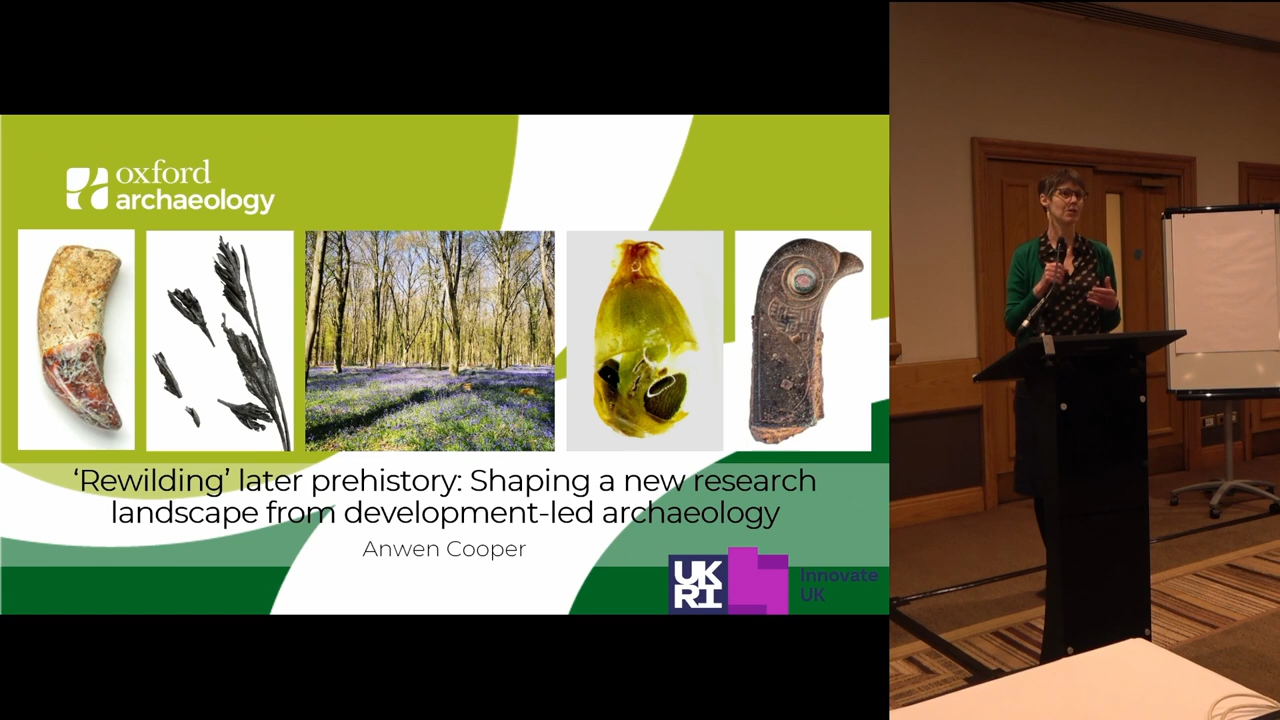 oxford
archaeology
‘Rewilding’ later prehistory: Shaping a new research
landscape from development-led archaeology
Anwen Cooper
UK
RI
Innovate
UK